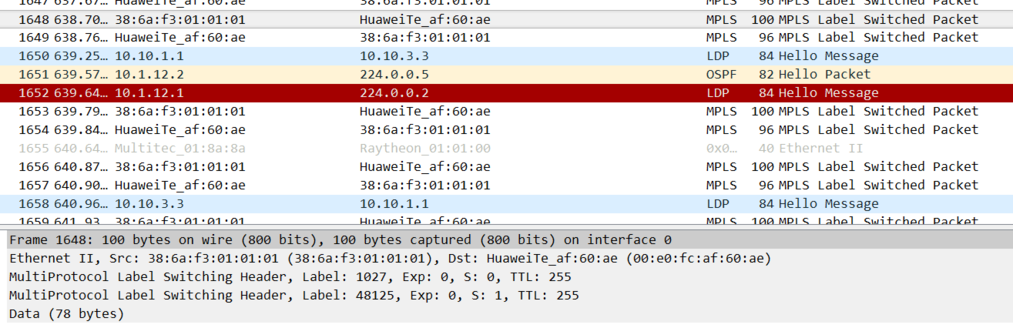 1647 637.67… HuaweiTe_af:60:ae 38:6a:f3:01:01:01 MPLS 96 MPLS Label Switched Packet
1648 638.70… 38:6a:f3:01:01:01 HuaweiTe_af:60:ae MPLS 100 MPLS Label Switched Packet
1649 638.76… HuaweiTe_af:60:ae 38:6a:f3:01:01:01 MPLS 96 MPLS Label Switched Packet
1650 639.25… 10.10.1.1 10.10.3.3 LDP 84 Hello Message
1651 639.57… 10.1.12.2 224.0.0.5 OSPF 82 Hello Packet
1652 639.64… 10.1.12.1 224.0.0.2 LDP 84 Hello Message
1653 639.79… 38:6a:f3:01:01:01 HuaweiTe_af:60:ae MPLS 100 MPLS Label Switched Packet
1654 639.84… HuaweiTe_af:60:ae 38:6a:f3:01:01:01 MPLS 96 MPLS Label Switched Packet
1655 640.64… Multitec_01:8a:8a Raytheon_01:01:00 0x0… 40 Ethernet II
1656 640.87… 38:6a:f3:01:01:01 HuaweiTe_af:60:ae MPLS 100 MPLS Label Switched Packet
1657 640.90… HuaweiTe_af:60:ae 38:6a:f3:01:01:01 MPLS 96 MPLS Label Switched Packet
1658 640.96… 10.10.3.3 10.10.1.1 LDP 84 Hello Message
1659 641.93… 38:6a:f3:01:01:01 HuaweiTe_af:60:ae MPLS 100 MPLS Label Switched Packet
Frame 1648: 100 bytes on wire (800 bits), 100 bytes captured (800 bits) on interface 0
Ethernet II, Src: 38:6a:f3:01:01:01 (38:6a:f3:01:01:01), Dst: HuaweiTe_af:60:ae (00:e0:fc:af:60:ae)
MultiProtocol Label Switching Header, Label: 1027, Exp: 0, S: 0, TTL: 255
MultiProtocol Label Switching Header, Label: 48125, Exp: 0, S: 1, TTL: 255
Data (78 bytes)